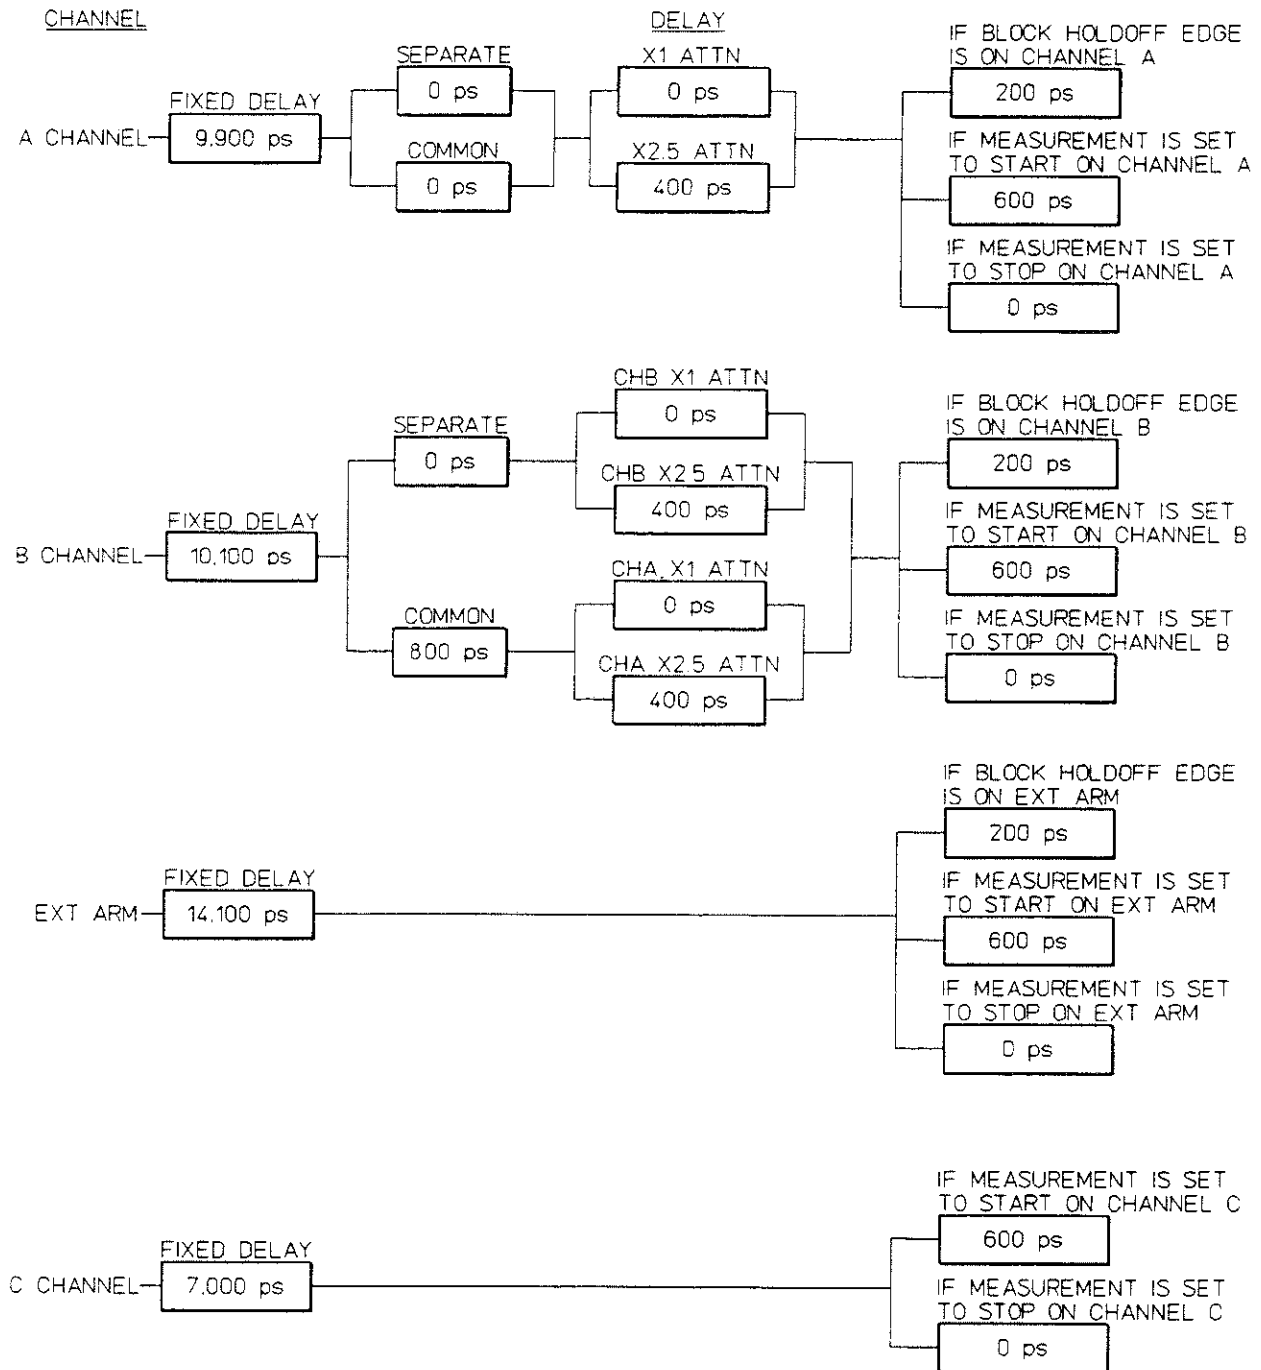 CHANNEL
DELAY
IF BLOCK HOLDOFF EDGE
IS ON CHANNEL A
200 ps
SEPARATE
0 ps
X1 ATTN
0 ps
FIXED DELAY
A CHANNEL
9,900 ps
COMMON
0 ps
X2.5 ATTN
400 ps
IF MEASUREMENT IS SET
TO START ON CHANNEL A
600 ps
IF MEASUREMENT IS SET
TO STOP ON CHANNEL A
0 ps
CHB X1 ATTN
0 ps
SEPARATE
0 ps
CHB X2.5 ATTN
400 ps
IF BLOCK HOLDOFF EDGE
IS ON CHANNEL B
200 ps
FIXED DELAY
B CHANNEL
10,100 ps
IF MEASUREMENT IS SET
TO START ON CHANNEL B
600 ps
CHA, X1 ATTN
0 ps
COMMON
800 ps
CHA X2.5 ATTN
400 ps
IF MEASUREMENT IS SET
TO STOP ON CHANNEL B
0 ps
IF BLOCK HOLDOFF EDGE
IS ON EXT ARM
200 ps
FIXED DELAY
EXT ARM
14,100 ps
IF MEASUREMENT IS SET
TO START ON EXT ARM
600 ps
IF MEASUREMENT IS SET
TO STOP ON EXT ARM
0 ps
IF MEASUREMENT IS SET
TO START ON CHANNEL C
600 ps
FIXED DELAY
C CHANNEL
7,000 ps
IF MEASUREMENT IS SET
TO STOP ON CHANNEL C
0 ps